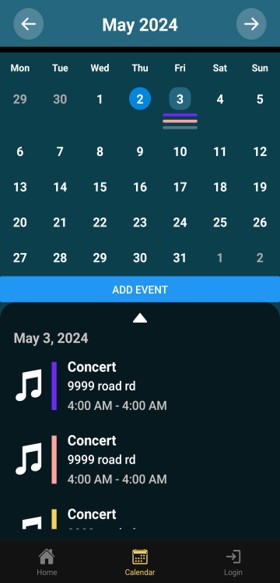 May 2024
Mon Tue Wed Thu Fri Sat Sun
29 30 1 2 3 4 5
6 7 8 9 10 11 12
13 14 15 16 17 18 19
20 21 22 23 24 25 26
27 28 29 30 31 1 2
ADD EVENT
May 3, 2024
Concert
9999 road rd
4:00 AM - 4:00 AM
Concert
9999 road rd
4:00 AM - 4:00 AM
Concert
Home Calendar Login